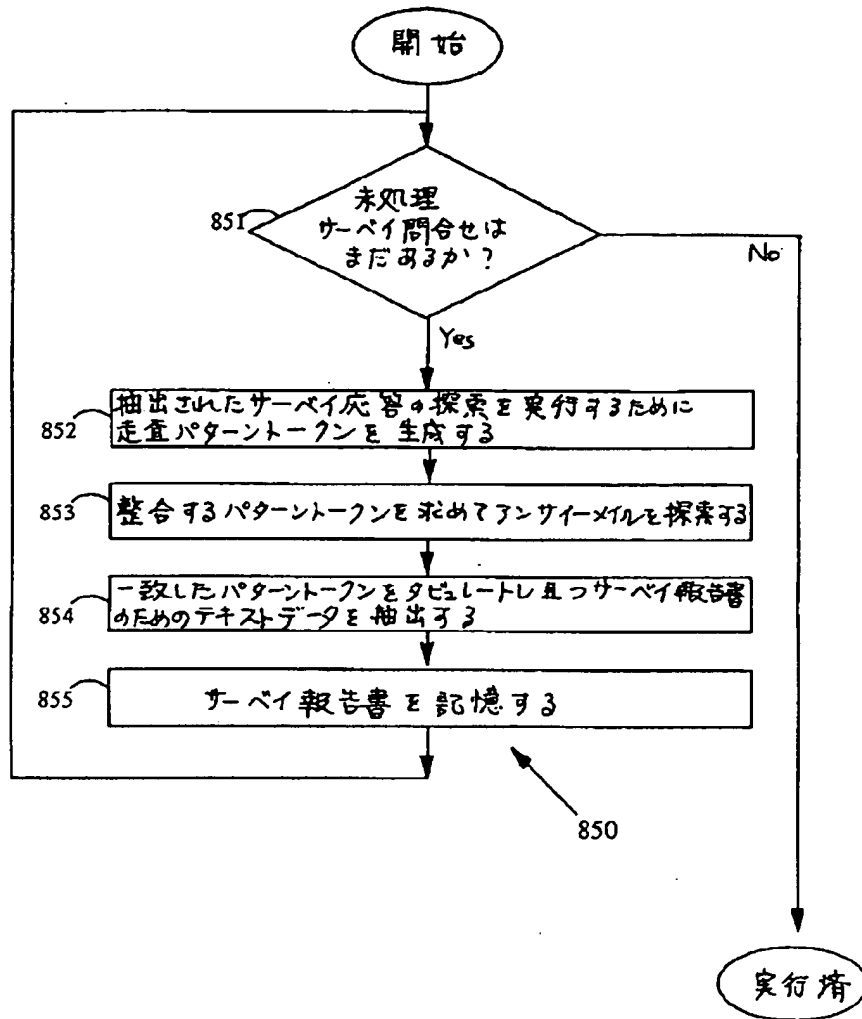 開始
851
未処理
サーベイ問合せは
まだあるか?
No
Yes
852
抽出されたサーベイ応答の探索を実行するために
走査パターントークンを生成する
853
整合するパターントークンを求めてアンサイーメイルを探索する
854
一致したパターントークンをタビュレートし且つサーベイ報告書
のためのテキストデータを抽出する
855
サーベイ報告書を記憶する
850
実行済